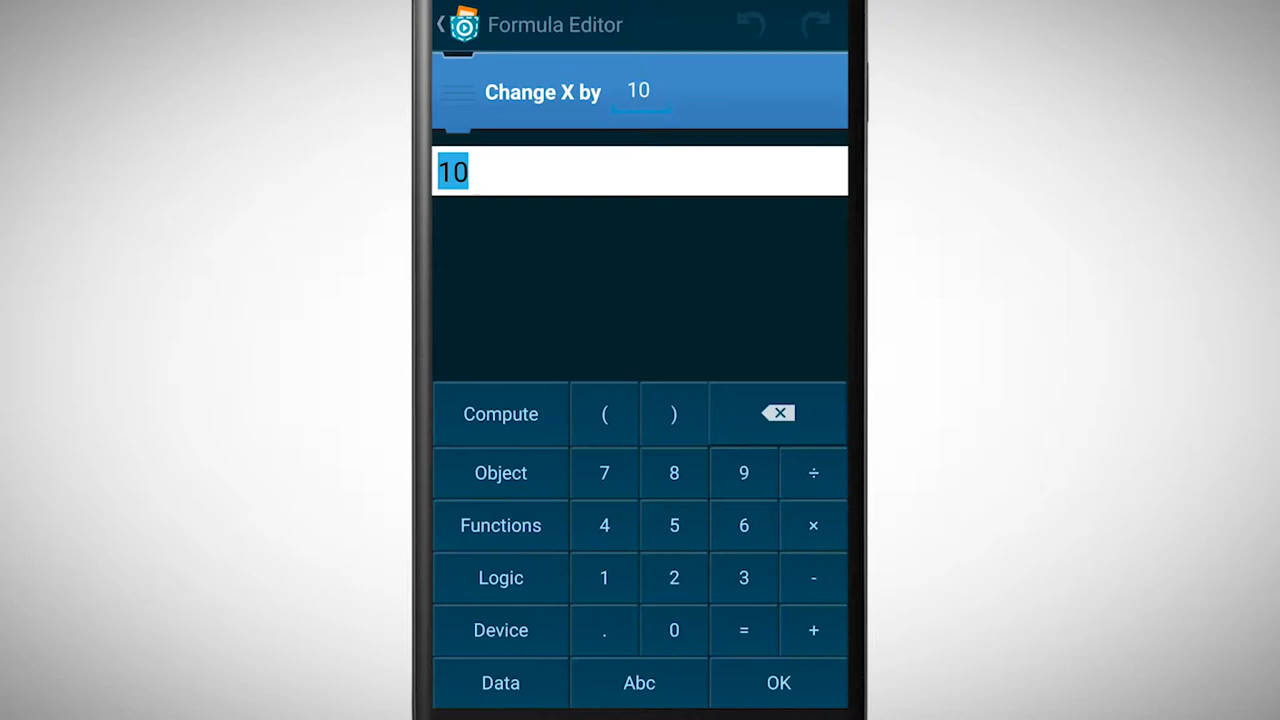 Formula Editor
Change X by 10
10
Compute ( )
Object 7 8 9 ÷
Functions 4 5 6 ×
Logic 1 2 3 -
Device . 0 = +
Data Abc OK